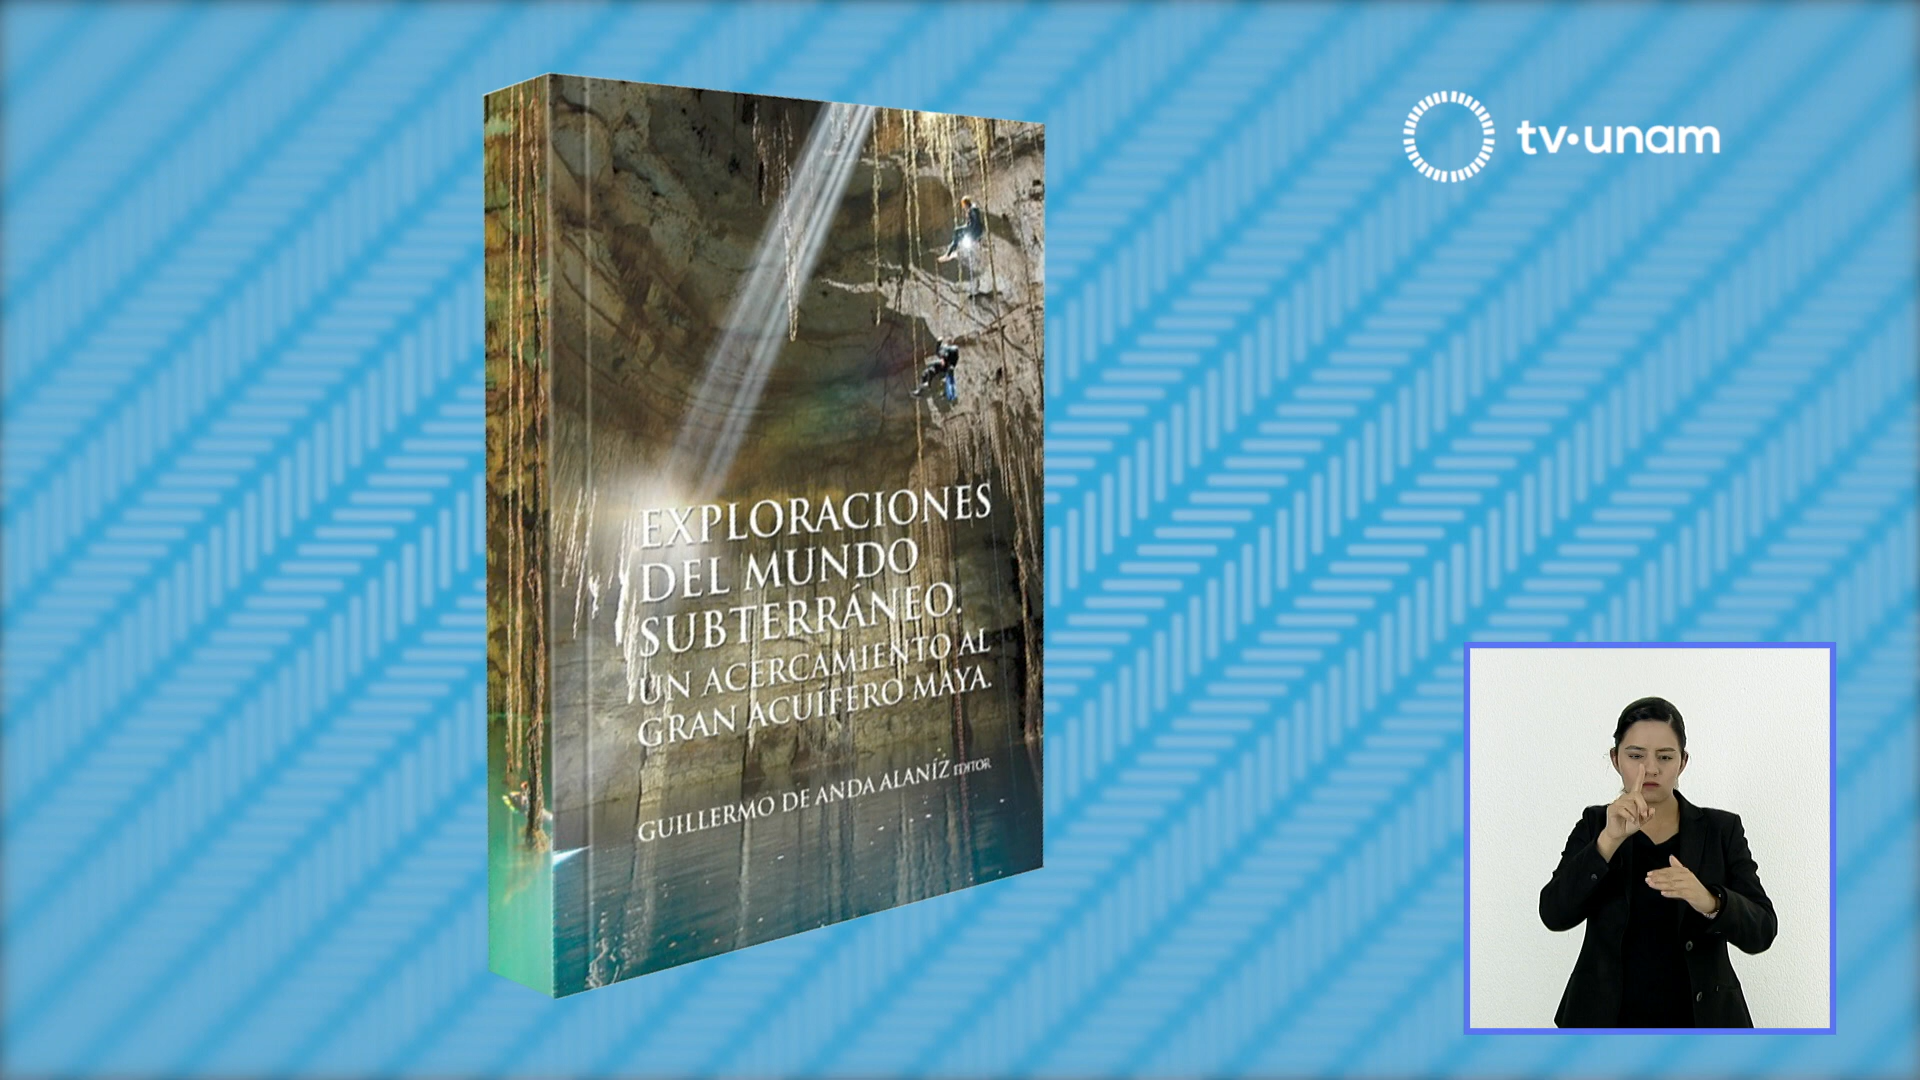 tv·unam
EXPLORACIONES
DEL MUNDO
SUBTERRÁNEO.
UN ACERCAMIENTO AL
GRAN ACUÍFERO MAYA.
GUILLERMO DE ANDA ALANÍZ EDITOR